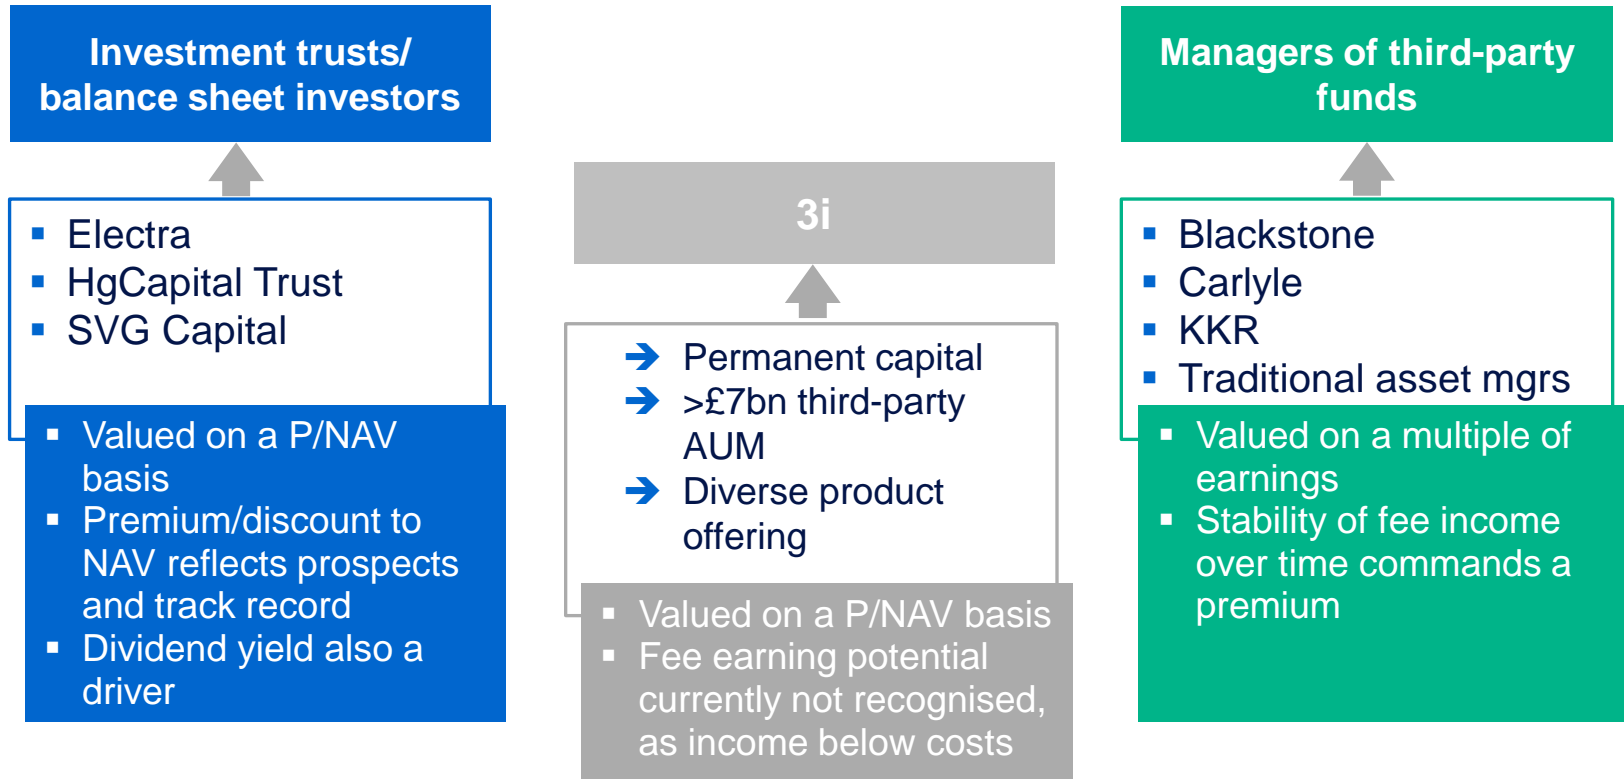 Investment trusts/
balance sheet investors
Electra
HgCapital Trust
SVG Capital
Valued on a P/NAV
basis
Premium/discount to
NAV reflects prospects
and track record
Dividend yield also a
driver
3i
Permanent capital
>£7bn third-party
AUM
Diverse product
offering
Valued on a P/NAV basis
Fee earning potential
currently not recognised,
as income below costs
Managers of third-party
funds
Blackstone
Carlyle
KKR
Traditional asset mgrs
Valued on a multiple of
earnings
Stability of fee income
over time commands a
premium